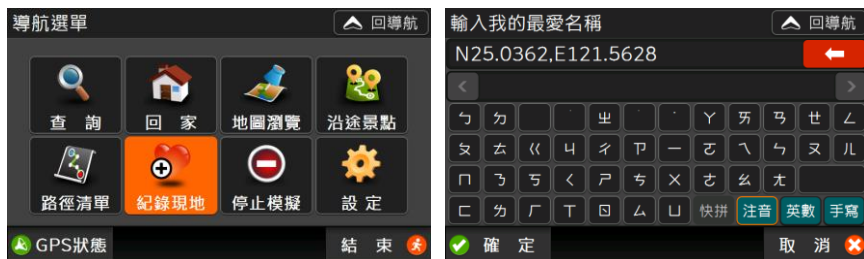 導航選單
回導航
查 詢
回 家
地圖瀏覽
沿途景點
路徑清單
紀錄現地
停止模擬
設 定
GPS狀態
結 束
輸入我的最愛名稱
回導航
N25.0362,E121.5628
< >
ㄅ ㄉ ˇ ˋ ㄓ ˊ ˙ ㄚ ㄞ ㄢ ㄝ ㄥ
ㄆ ㄊ ㄍ ㄐ ㄔ ㄗ ㄧ ㄛ ㄟ ㄣ ㄡ ㄦ
ㄇ ㄋ ㄎ ㄑ ㄕ ㄘ ㄨ ㄜ ㄠ ㄤ
ㄈ ㄌ ㄏ ㄒ ㄖ ㄙ ㄩ 快拼 注音 英數 手寫
確 定
取 消